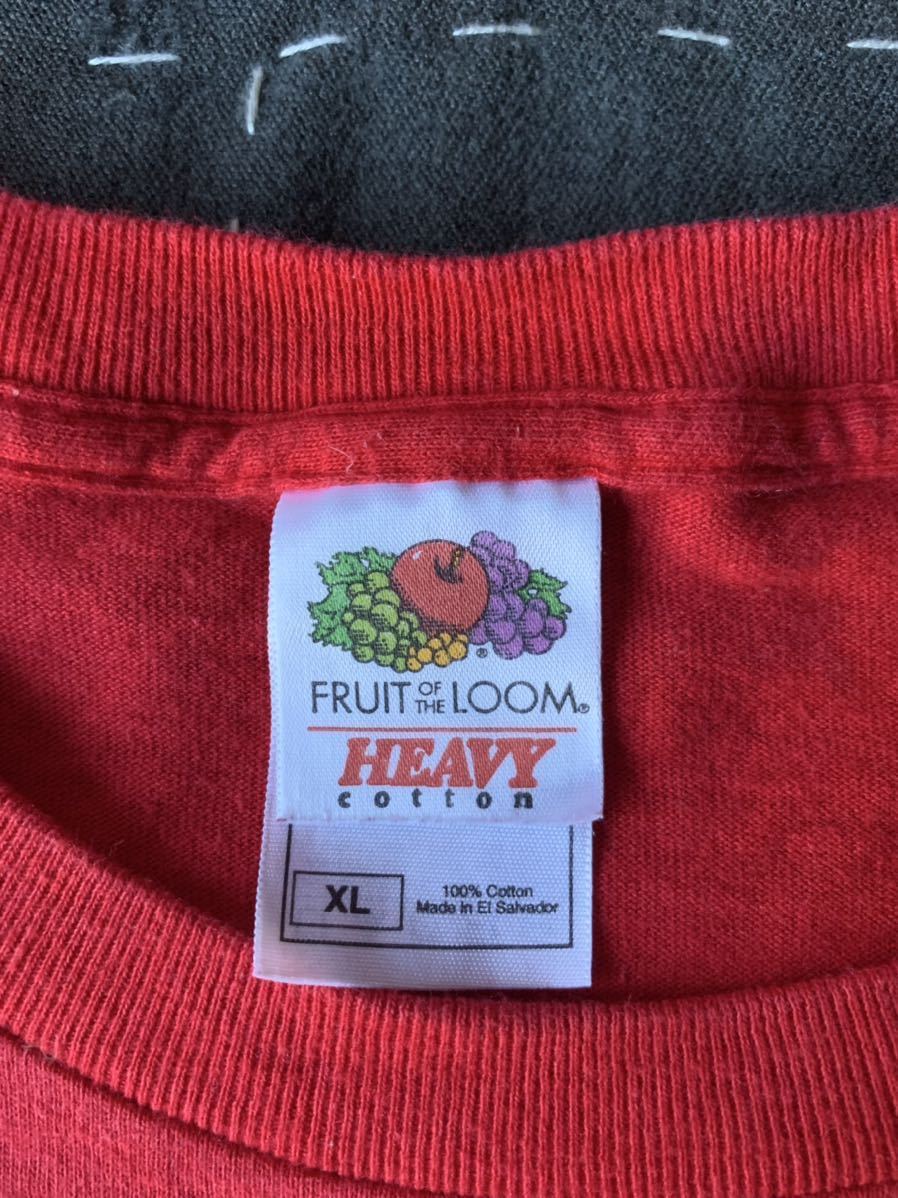 ®
FRUIT OF THE LOOM®
HEAVY
cotton
XL
100% Cotton
Made in El Salvador